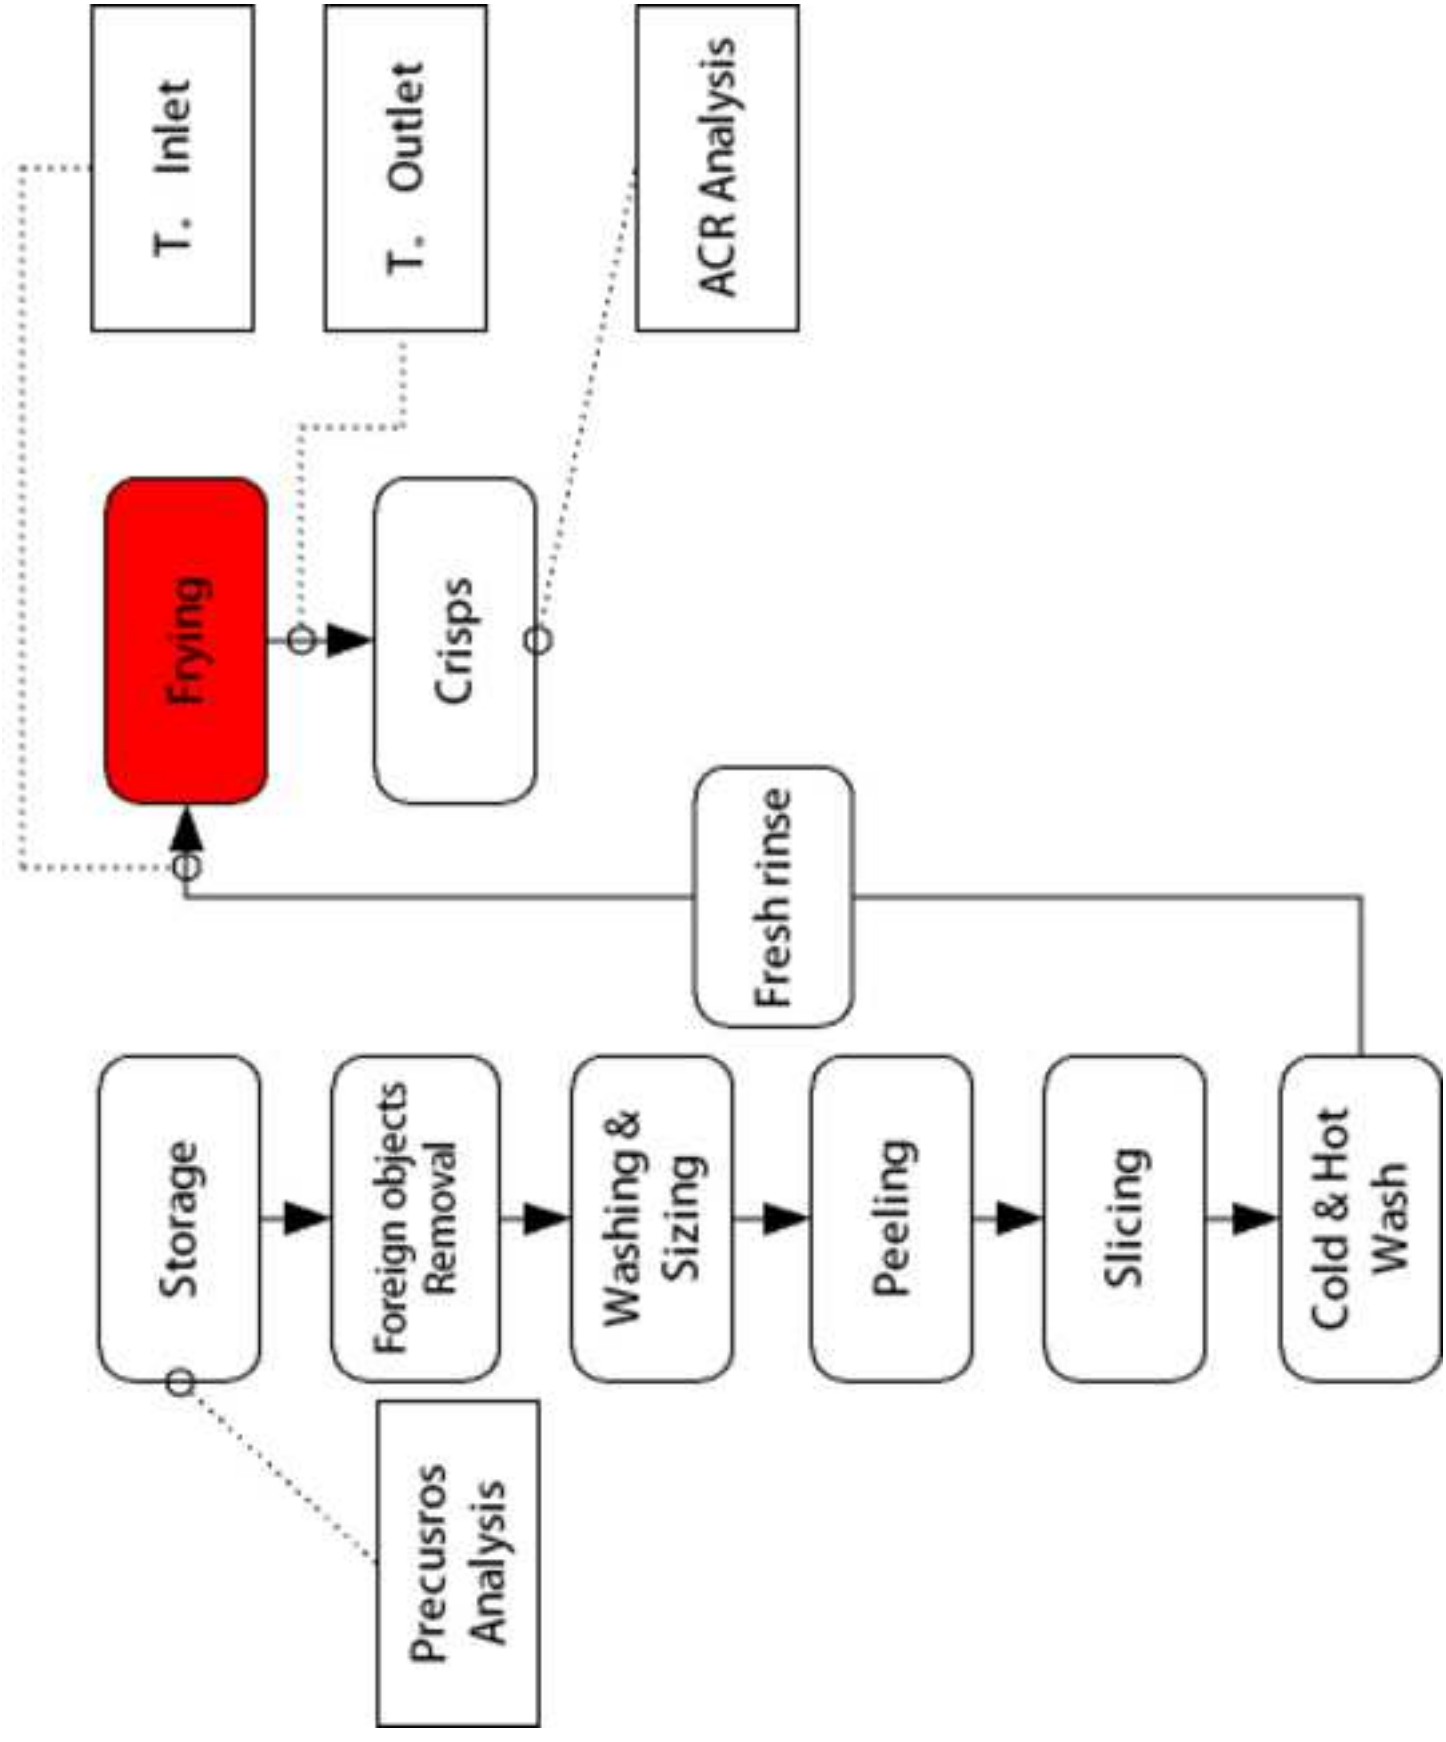 Precusros
Analysis
Storage
Foreign objects
Removal
Washing &
Sizing
Peeling
Slicing
Cold & Hot
Wash
Fresh rinse
Frying
Crisps
T. Inlet
T. Outlet
ACR Analysis